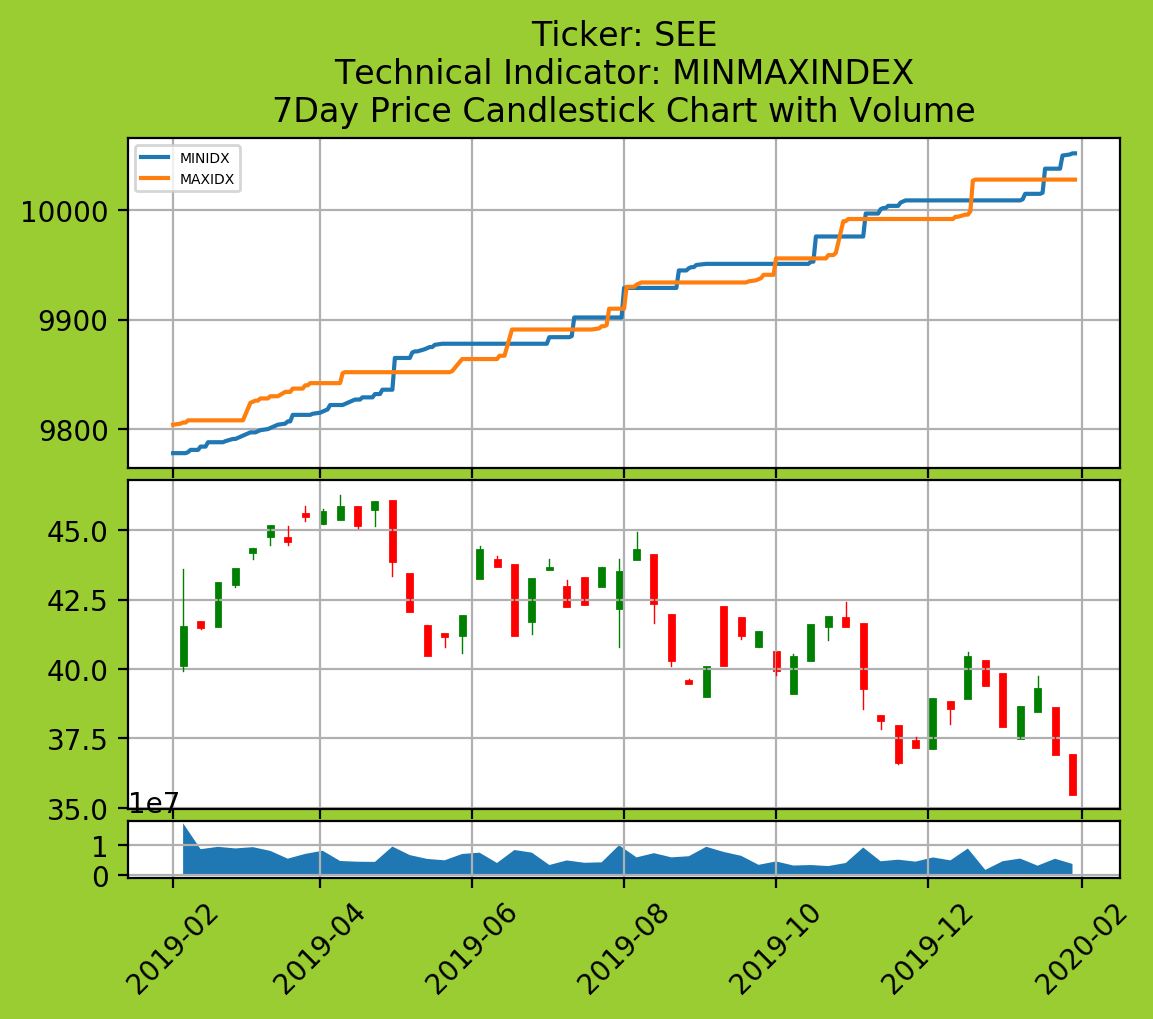 Ticker: SEE
Technical Indicator: MINMAXINDEX
7Day Price Candlestick Chart with Volume
MINIDX
MAXIDX
10000
9900
9800
45.0
42.5
40.0
37.5
35.0
1e7
1
0
2019-02
2019-04
2019-06
2019-08
2019-10
2019-12
2020-02